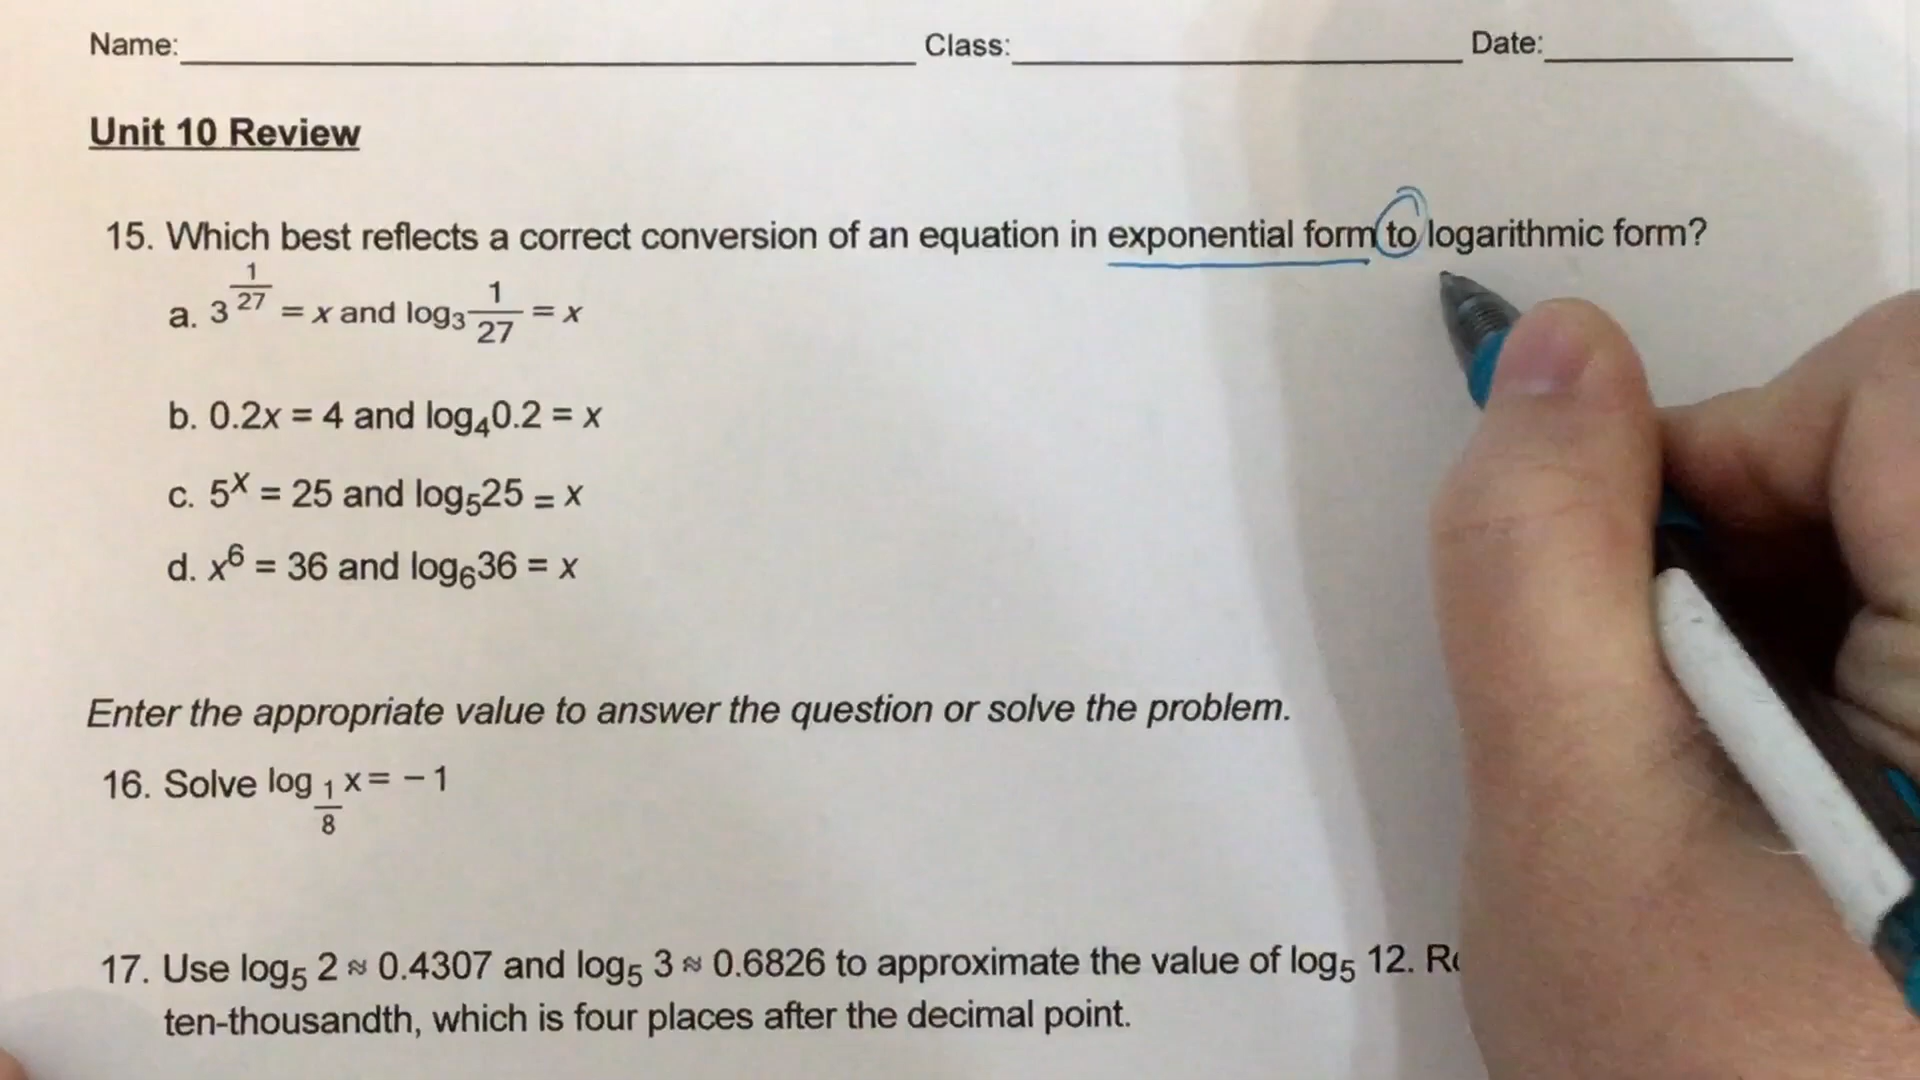 Name: Class: Date:
Unit 10 Review
15. Which best reflects a correct conversion of an equation in exponential form to logarithmic form?
a. 3^(1/27) = x and log₃ 1/27 = x
b. 0.2x = 4 and log₄0.2 = x
c. 5ˣ = 25 and log₅25 = x
d. x⁶ = 36 and log₆36 = x
Enter the appropriate value to answer the question or solve the problem.
16. Solve log_(1/8) x = − 1
17. Use log₅ 2 ≈ 0.4307 and log₅ 3 ≈ 0.6826 to approximate the value of log₅ 12.
ten-thousandth, which is four places after the decimal point.